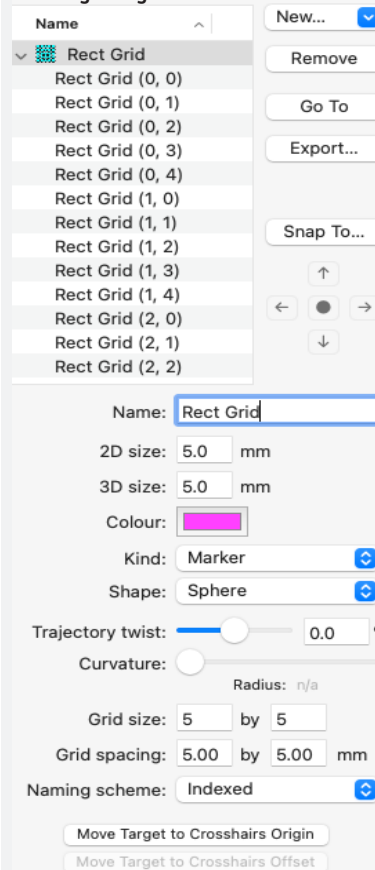 Name
New...
Rect Grid
Remove
Rect Grid (0, 0)
Rect Grid (0, 1)
Go To
Rect Grid (0, 2)
Rect Grid (0, 3)
Export...
Rect Grid (0, 4)
Rect Grid (1, 0)
Rect Grid (1, 1)
Snap To...
Rect Grid (1, 2)
Rect Grid (1, 3)
Rect Grid (1, 4)
Rect Grid (2, 0)
Rect Grid (2, 1)
Rect Grid (2, 2)
Name: Rect Grid
2D size: 5.0 mm
3D size: 5.0 mm
Colour:
Kind: Marker
Shape: Sphere
Trajectory twist: 0.0
Curvature:
Radius: n/a
Grid size: 5 by 5
Grid spacing: 5.00 by 5.00 mm
Naming scheme: Indexed
Move Target to Crosshairs Origin
Move Target to Crosshairs Offset